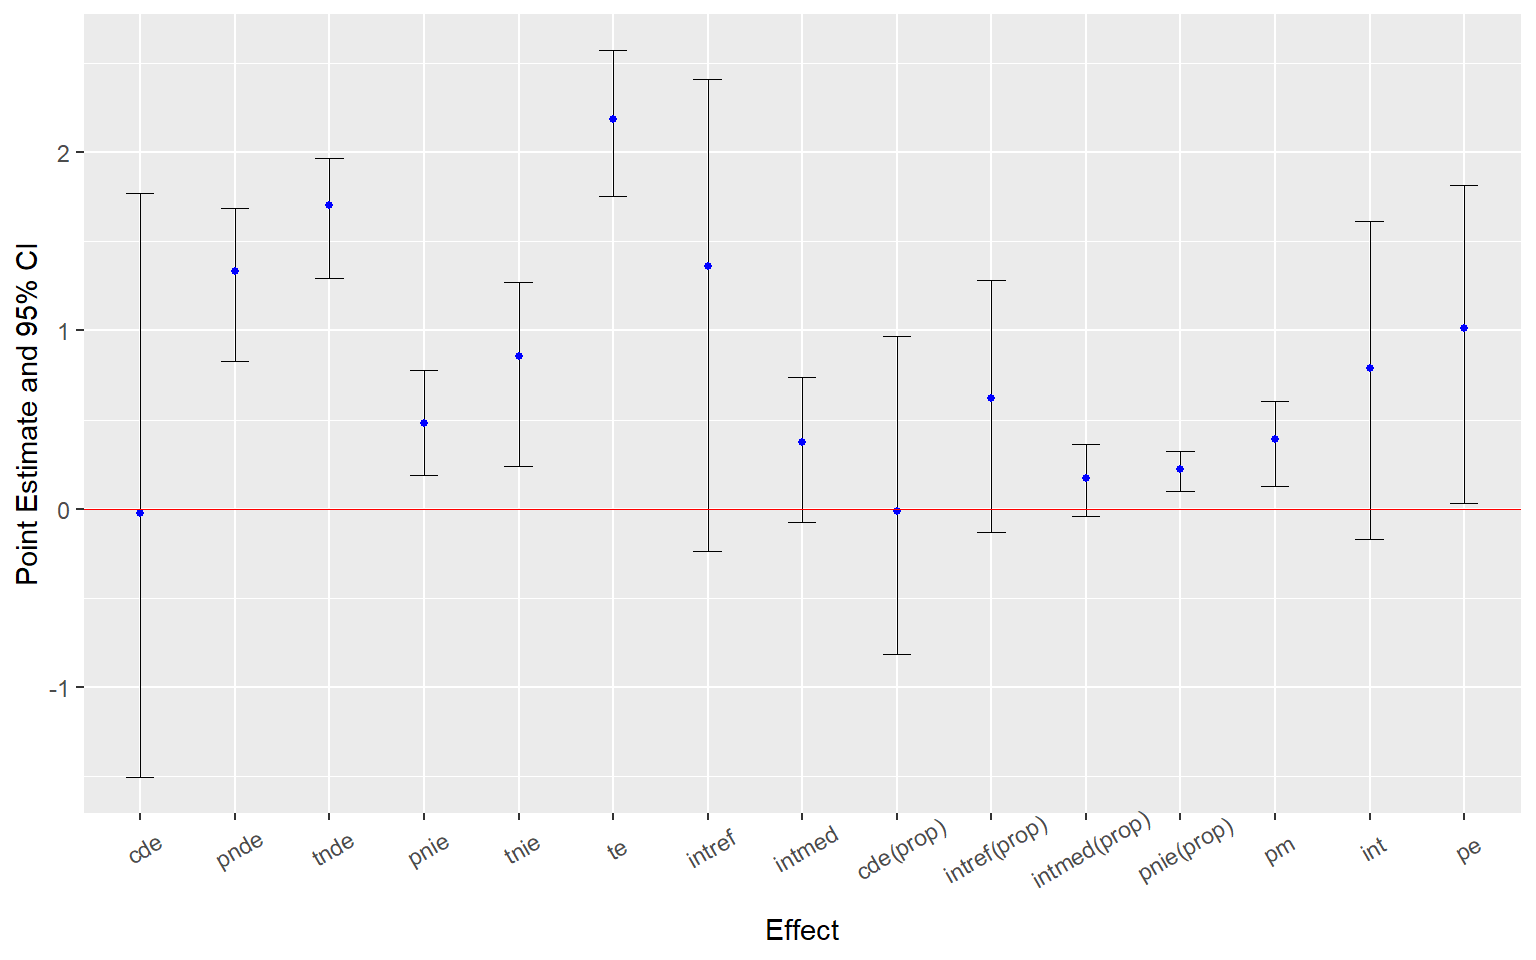 Point Estimate and 95% CI
2
1
0
-1
cde
pnde
tnde
pnie
tnie
te
intref
intmed
cde(prop)
intref(prop)
intmed(prop)
pnie(prop)
pm
int
pe
Effect